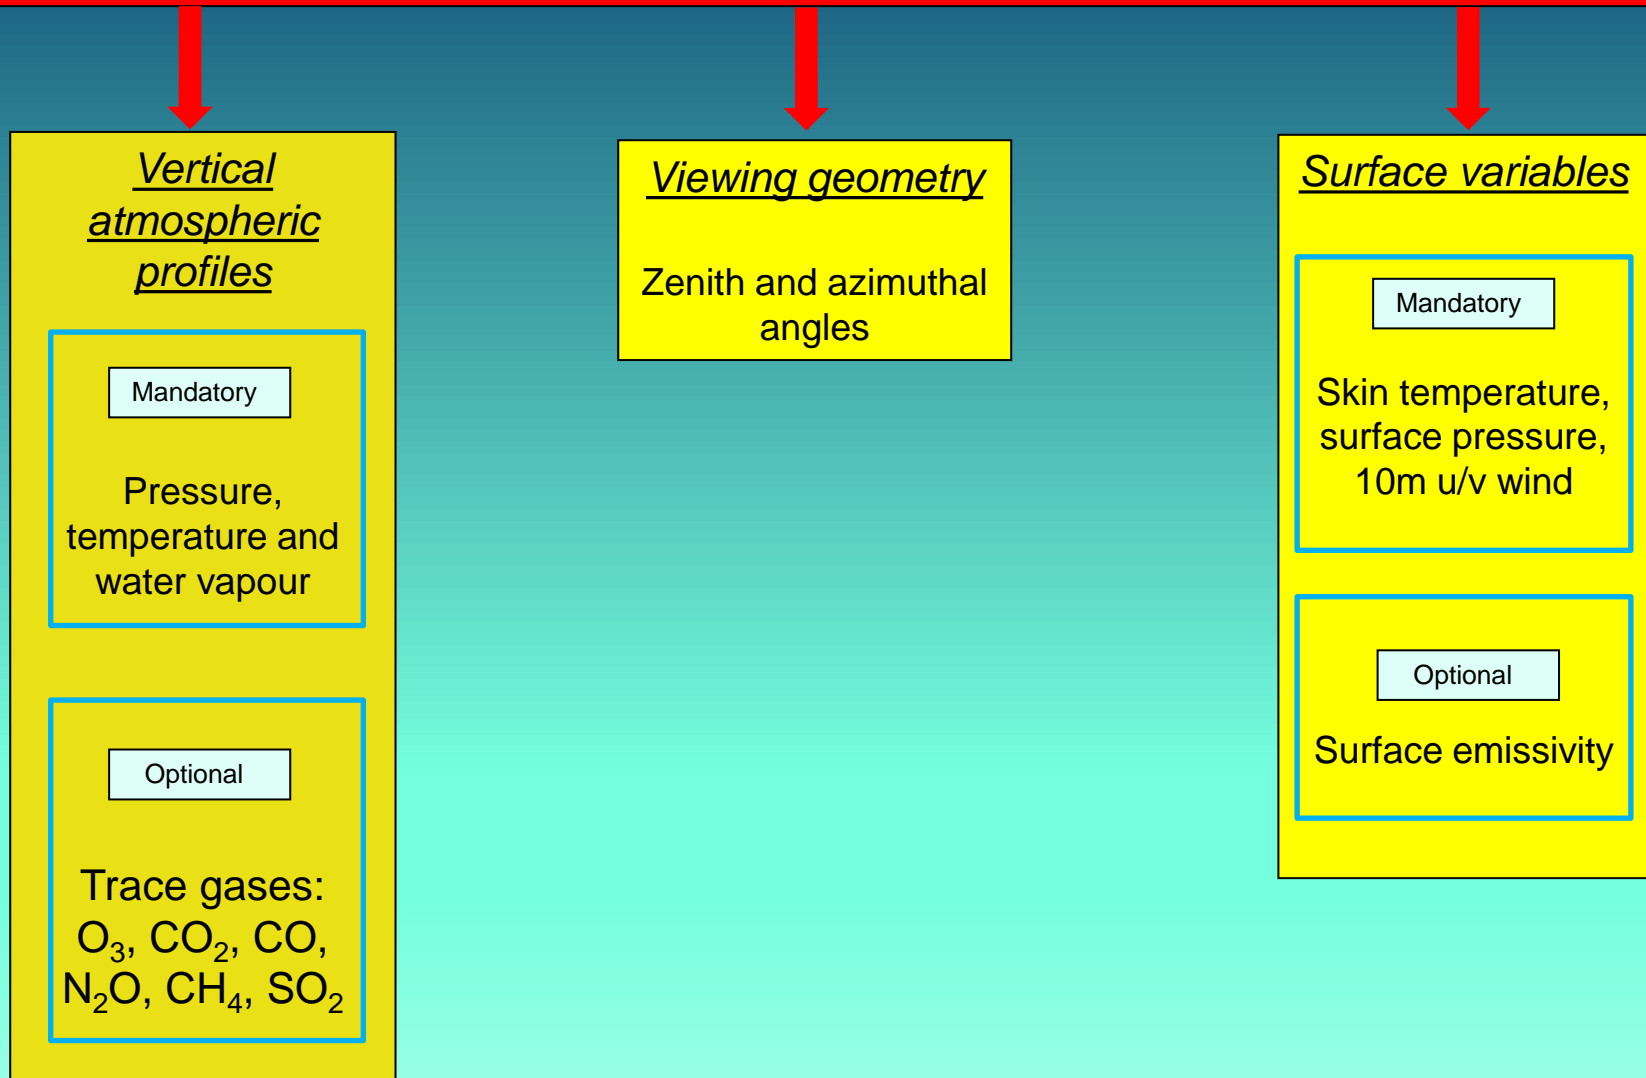 Vertical
atmospheric
profiles
Mandatory
Pressure,
temperature and
water vapour
Optional
Trace gases:
O₃, CO₂, CO,
N₂O, CH₄, SO₂
Viewing geometry
Zenith and azimuthal
angles
Surface variables
Mandatory
Skin temperature,
surface pressure,
10m u/v wind
Optional
Surface emissivity